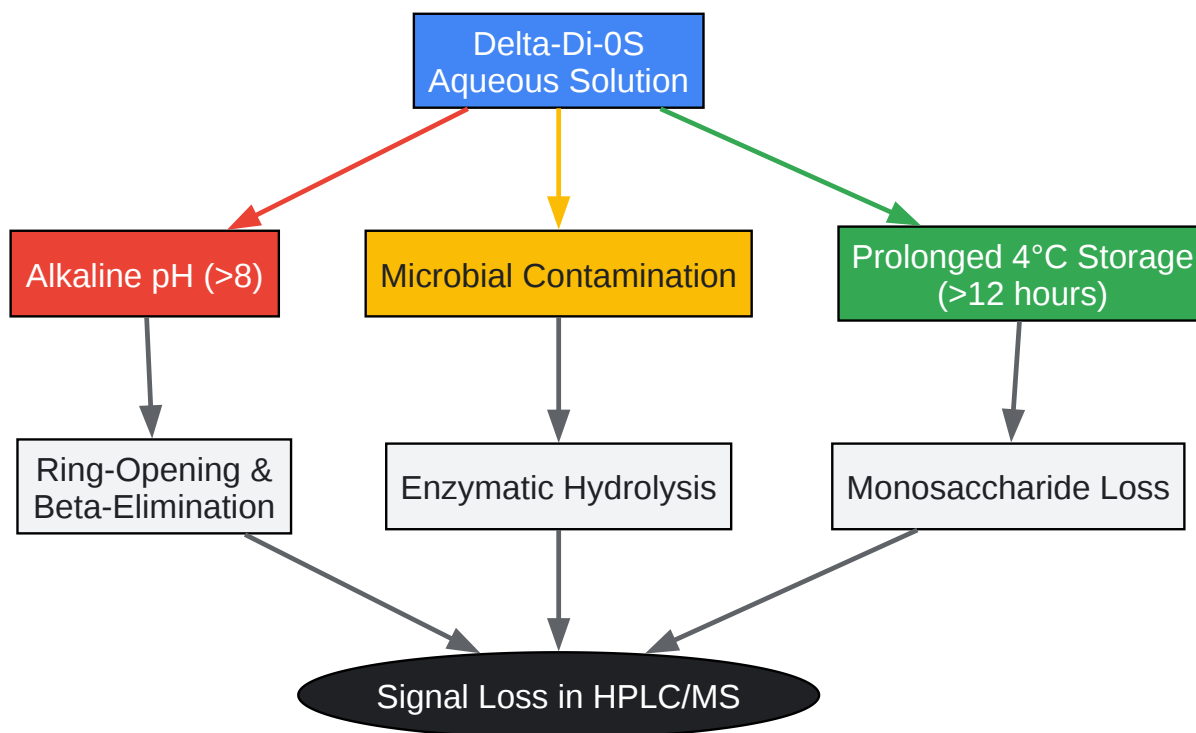 Delta-Di-0S
Aqueous Solution
Alkaline pH (>8)
Microbial Contamination
Prolonged 4°C Storage
(>12 hours)
Ring-Opening &
Beta-Elimination
Enzymatic Hydrolysis
Monosaccharide Loss
Signal Loss in HPLC/MS